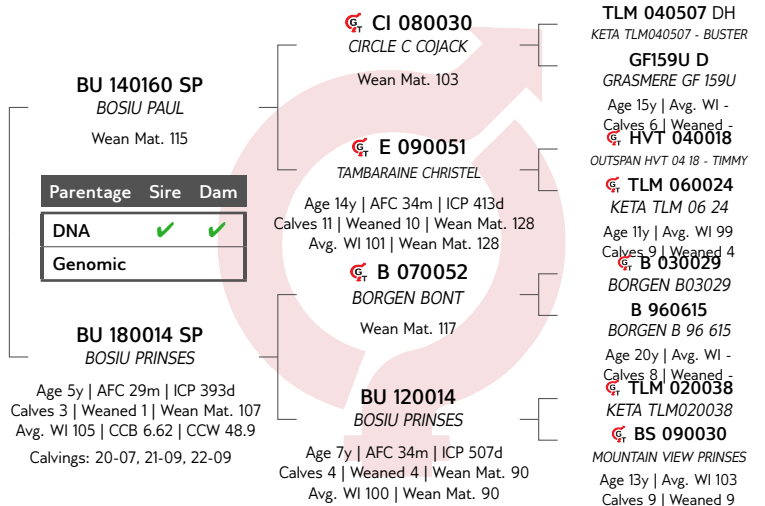 BU 140160 SP
BOSIU PAUL
Wean Mat. 115
Parentage Sire Dam
DNA ✔ ✔
Genomic
BU 180014 SP
BOSIU PRINSES
Age 5y | AFC 29m | ICP 393d
Calves 3 | Weaned 1 | Wean Mat. 107
Avg. WI 105 | CCB 6.62 | CCW 48.9
Calvings: 20-07, 21-09, 22-09
GT CI 080030
CIRCLE C COJACK
Wean Mat. 103
GT E 090051
TAMBARAINE CHRISTEL
Age 14y | AFC 34m | ICP 413d
Calves 11 | Weaned 10 | Wean Mat. 128
Avg. WI 101 | Wean Mat. 128
GT B 070052
BORGEN BONT
Wean Mat. 117
BU 120014
BOSIU PRINSES
Age 7y | AFC 34m | ICP 507d
Calves 4 | Weaned 4 | Wean Mat. 90
Avg. WI 100 | Wean Mat. 90
TLM 040507 DH
KETA TLM040507 - BUSTER
GF159U D
GRASMERE GF 159U
Age 15y | Avg. WI -
Calves 6 | Weaned -
GT HVT 040018
OUTSPAN HVT 04 18 - TIMMY
GT TLM 060024
KETA TLM 06 24
Age 11y | Avg. WI 99
Calves 9 | Weaned 4
GT B 030029
BORGEN B03029
B 960615
BORGEN B 96 615
Age 20y | Avg. WI -
Calves 8 | Weaned -
GT TLM 020038
KETA TLM020038
GT BS 090030
MOUNTAIN VIEW PRINSES
Age 13y | Avg. WI 103
Calves 9 | Weaned 9